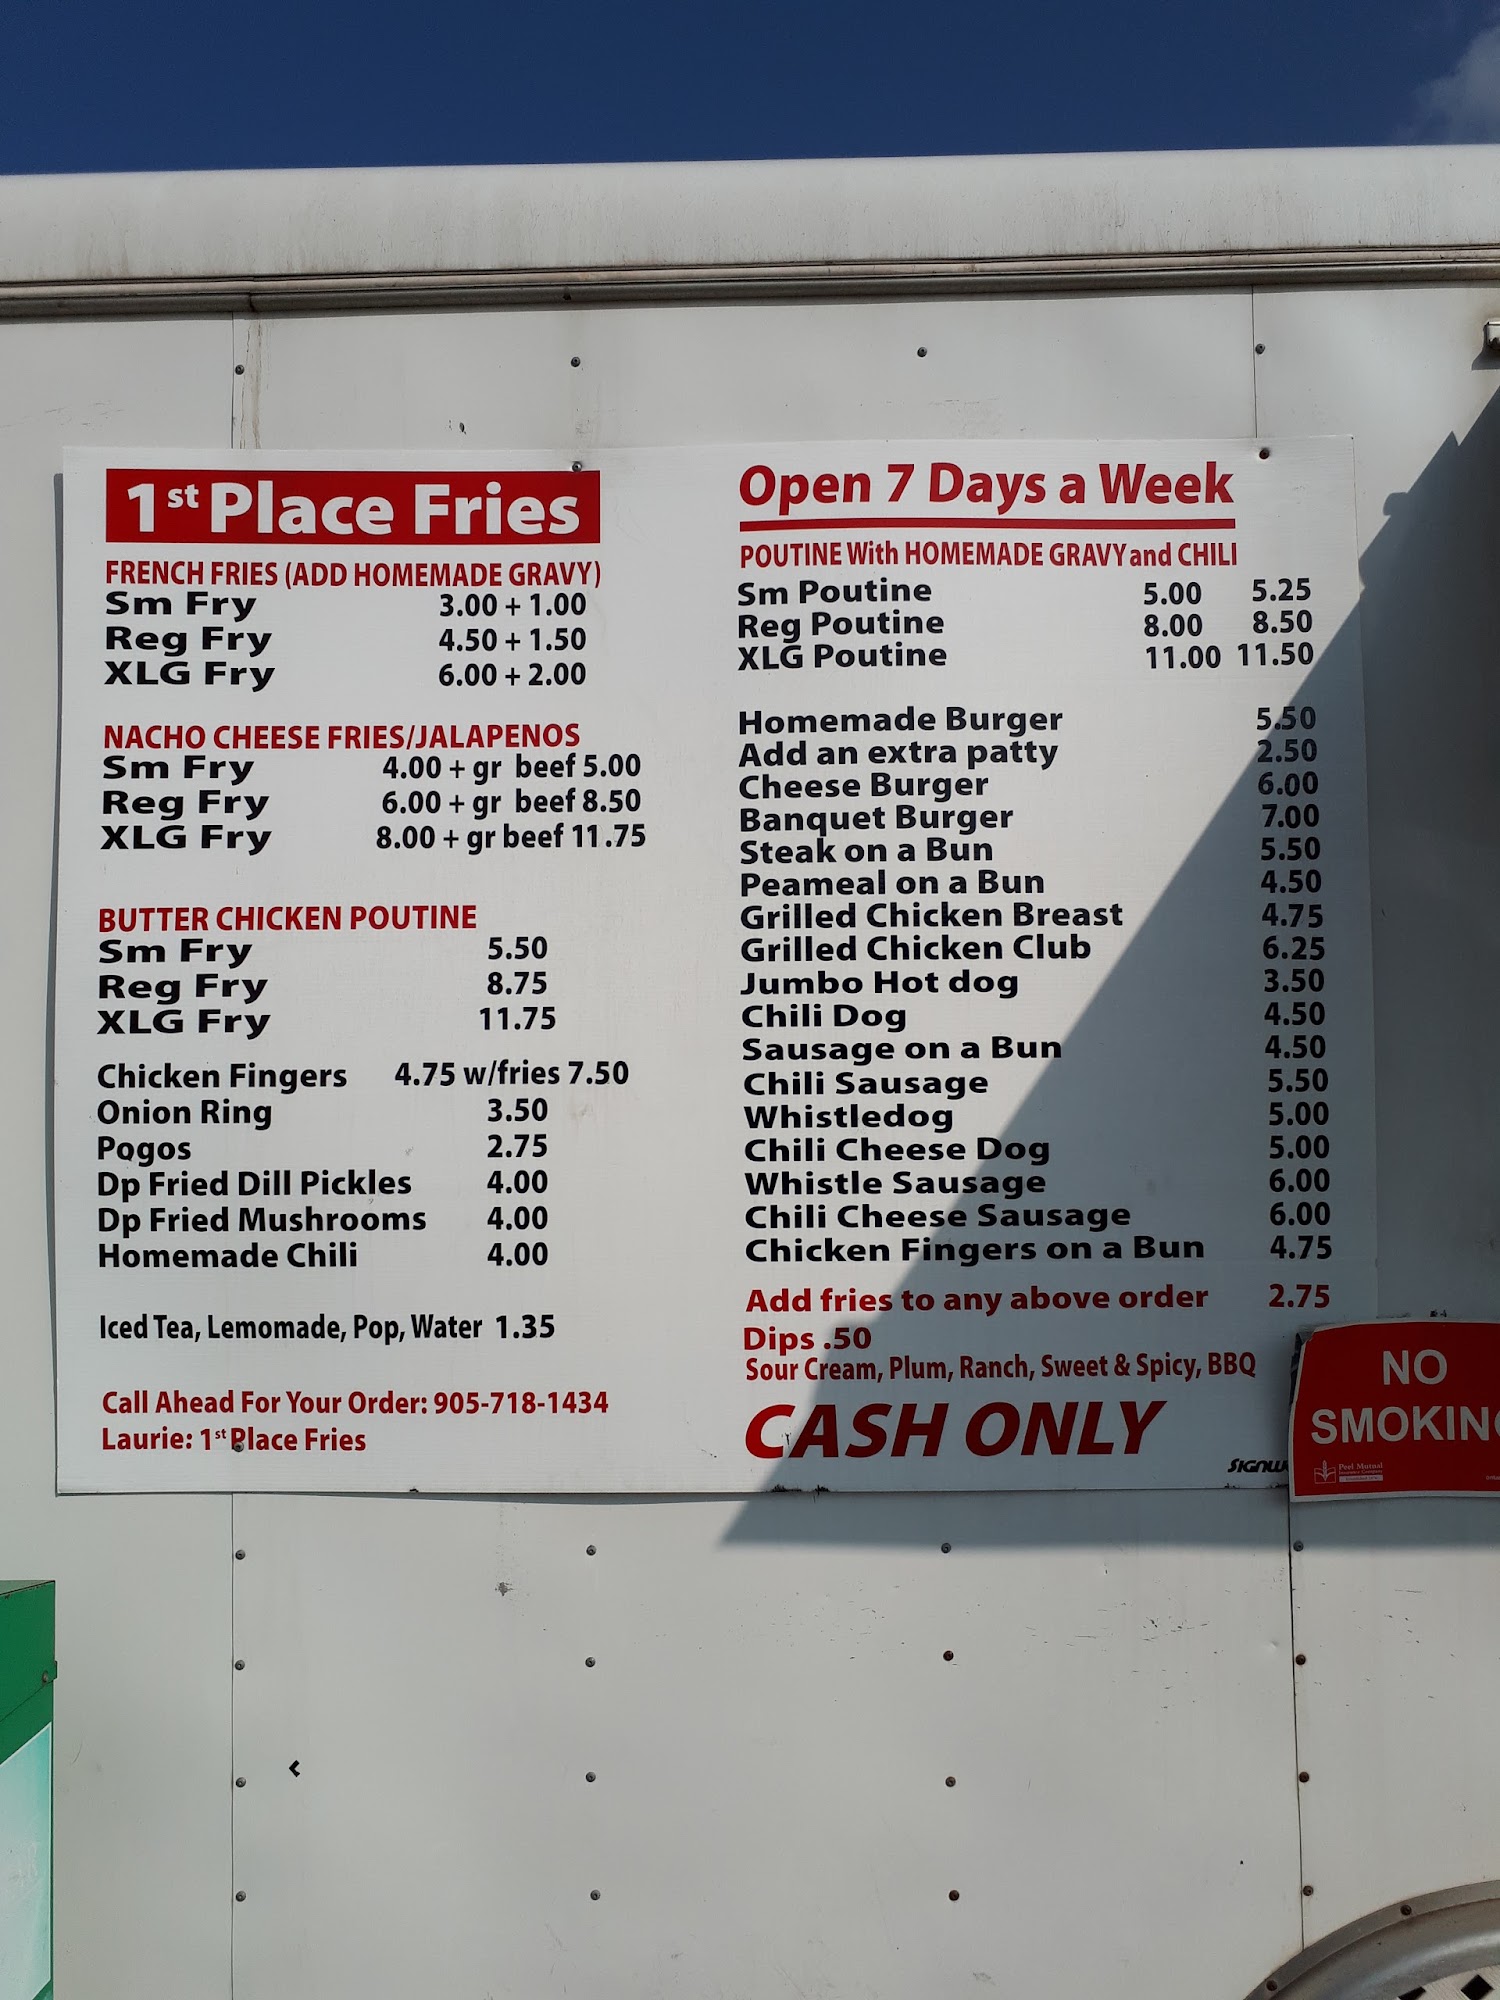 1st Place Fries
FRENCH FRIES (ADD HOMEMADE GRAVY)
Sm Fry 3.00 + 1.00
Reg Fry 4.50 + 1.50
XLG Fry 6.00 + 2.00
NACHO CHEESE FRIES/JALAPENOS
Sm Fry 4.00 + gr beef 5.00
Reg Fry 6.00 + gr beef 8.50
XLG Fry 8.00 + gr beef 11.75
BUTTER CHICKEN POUTINE
Sm Fry 5.50
Reg Fry 8.75
XLG Fry 11.75
Chicken Fingers 4.75 w/fries 7.50
Onion Ring 3.50
Pogos 2.75
Dp Fried Dill Pickles 4.00
Dp Fried Mushrooms 4.00
Homemade Chili 4.00
Iced Tea, Lemomade, Pop, Water 1.35
Call Ahead For Your Order: 905-718-1434
Laurie: 1st Place Fries
Open 7 Days a Week
POUTINE With HOMEMADE GRAVY and CHILI
Sm Poutine 5.00 5.25
Reg Poutine 8.00 8.50
XLG Poutine 11.00 11.50
Homemade Burger 5.50
Add an extra patty 2.50
Cheese Burger 6.00
Banquet Burger 7.00
Steak on a Bun 5.50
Peameal on a Bun 4.50
Grilled Chicken Breast 4.75
Grilled Chicken Club 6.25
Jumbo Hot dog 3.50
Chili Dog 4.50
Sausage on a Bun 4.50
Chili Sausage 5.50
Whistledog 5.00
Chili Cheese Dog 5.00
Whistle Sausage 6.00
Chili Cheese Sausage 6.00
Chicken Fingers on a Bun 4.75
Add fries to any above order 2.75
Dips .50
Sour Cream, Plum, Ranch, Sweet & Spicy, BBQ
CASH ONLY
NO
SMOKING
Peel Mutual